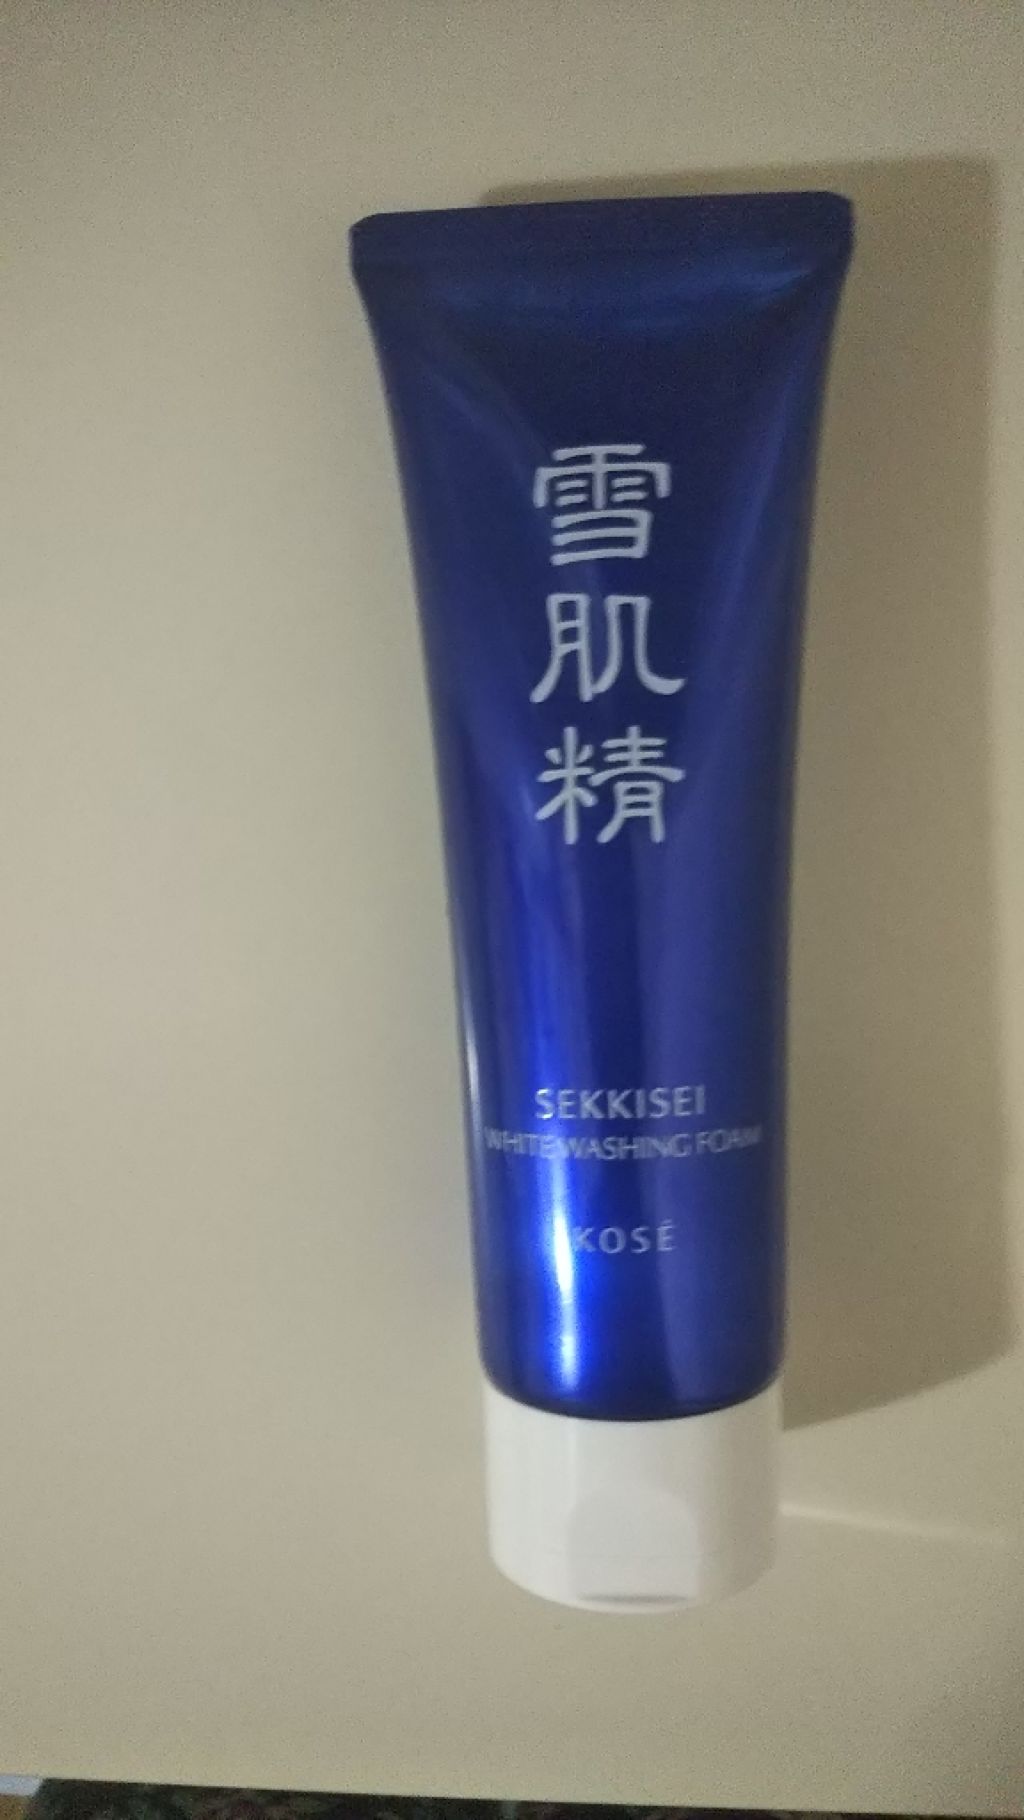 雪肌精
SEKKISEI
WHITE WASHING FOAM
KOSÉ